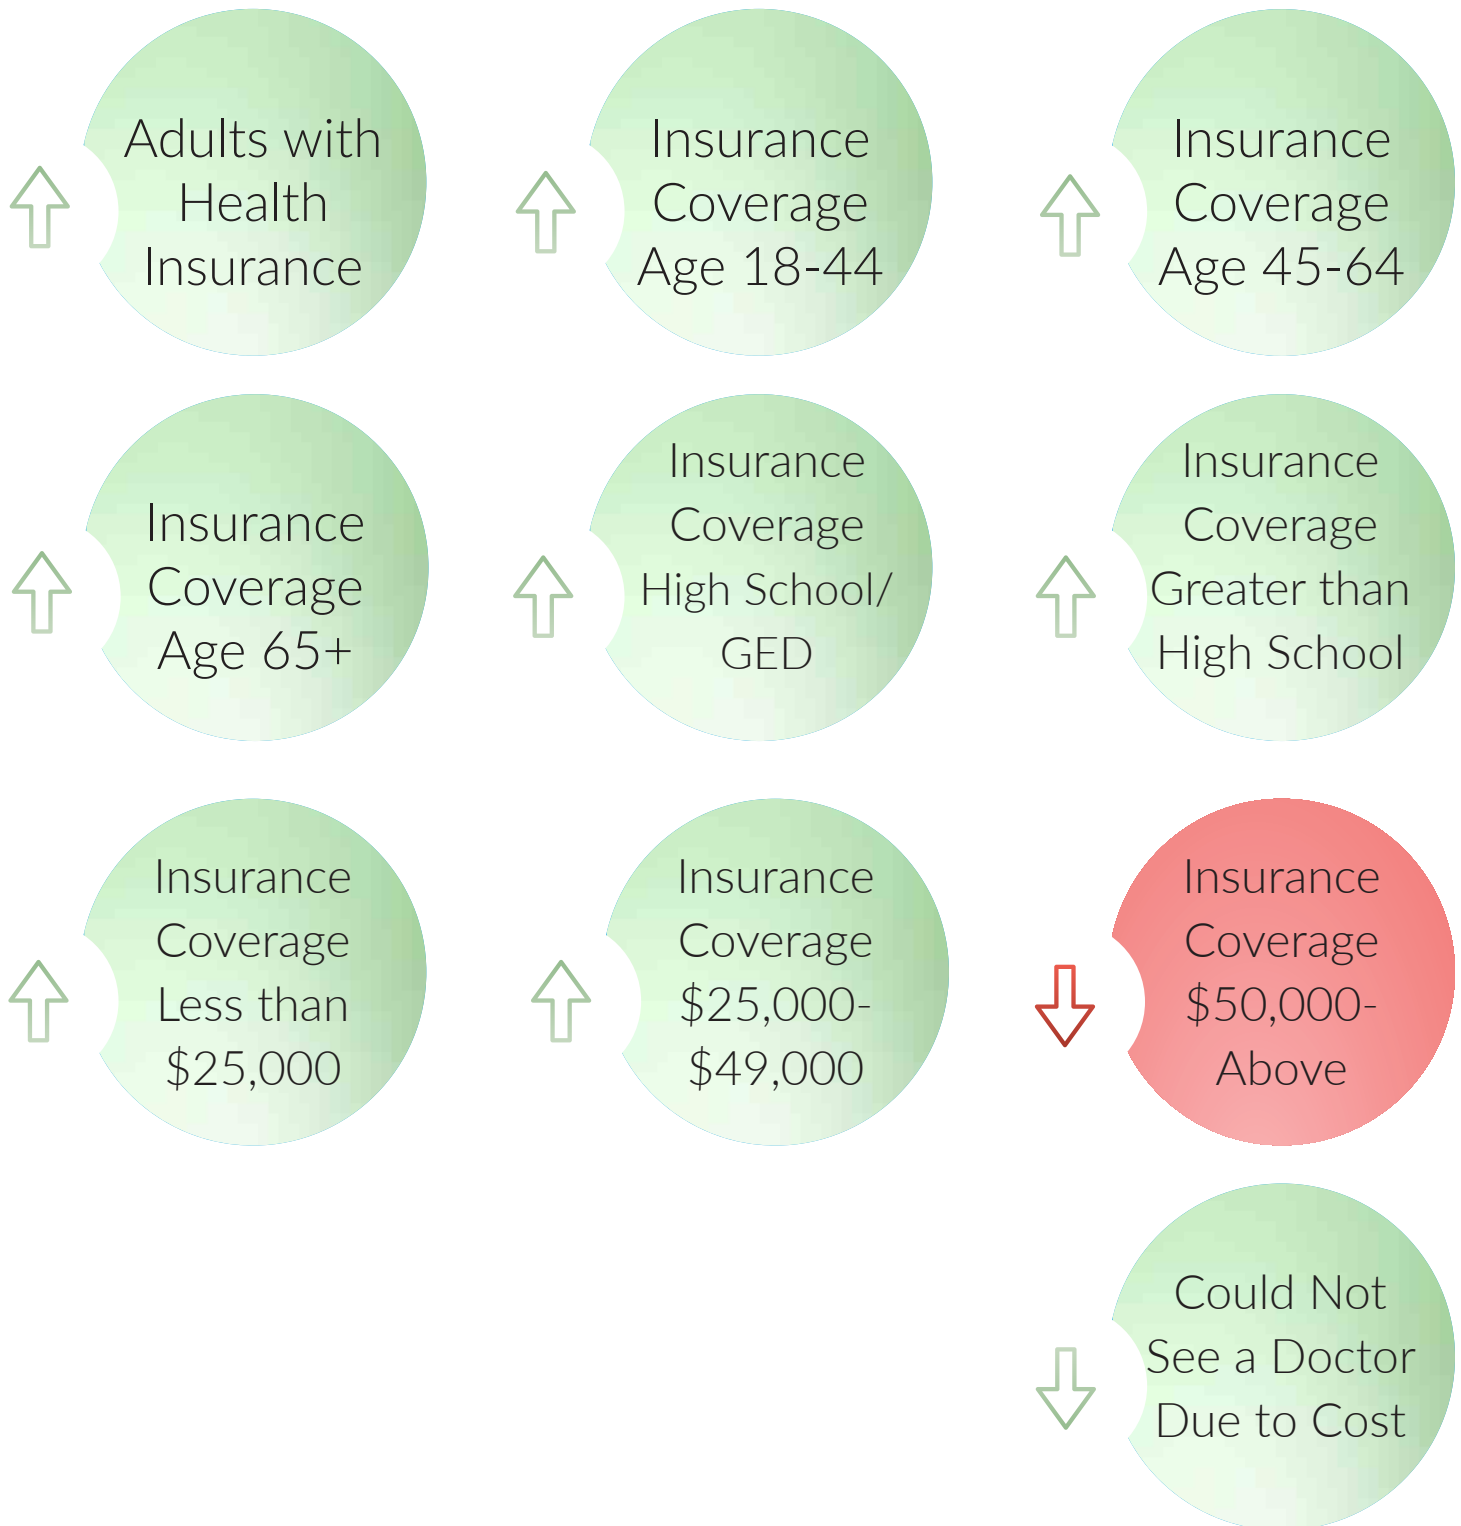 Adults with
Health
Insurance
Insurance
Coverage
Age 18-44
Insurance
Coverage
Age 45-64
Insurance
Coverage
Age 65+
Insurance
Coverage
High School/
GED
Insurance
Coverage
Greater than
High School
Insurance
Coverage
Less than
$25,000
Insurance
Coverage
$25,000-
$49,000
Insurance
Coverage
$50,000-
Above
Could Not
See a Doctor
Due to Cost